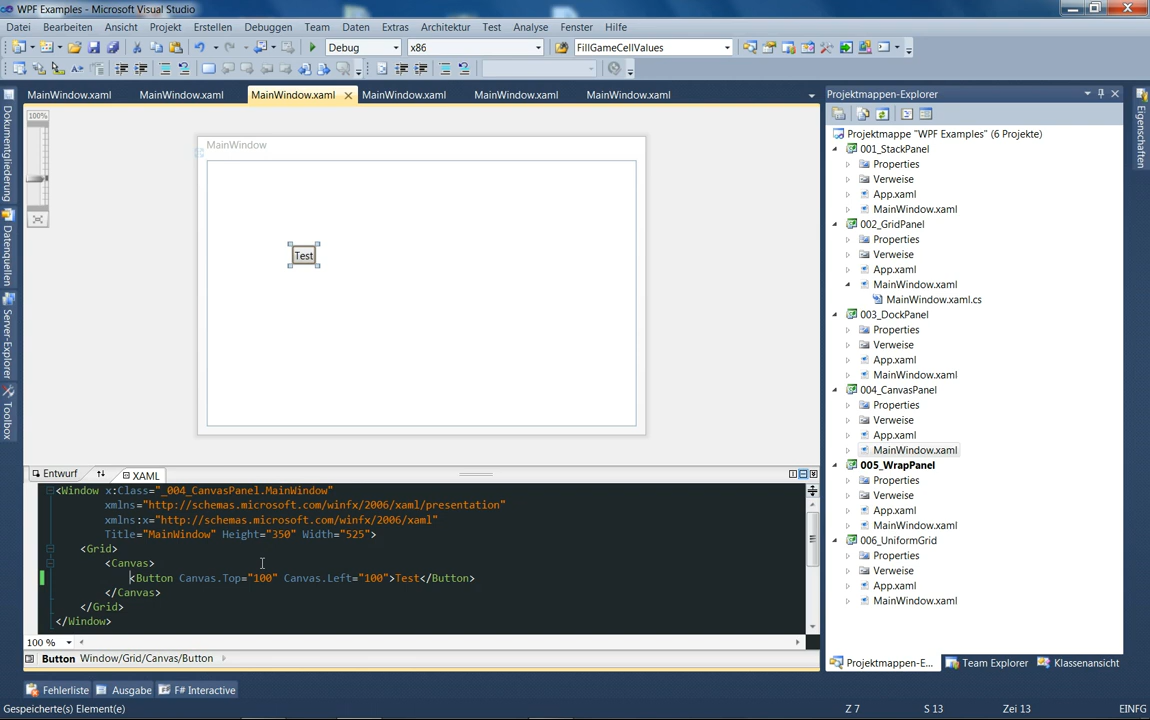 WPF Examples - Microsoft Visual Studio
Datei Bearbeiten Ansicht Projekt Erstellen Debuggen Team Daten Extras Architektur Test Analyse Fenster Hilfe
Debug x86 FillGameCellValues
MainWindow.xaml MainWindow.xaml MainWindow.xaml MainWindow.xaml MainWindow.xaml MainWindow.xaml
Dokumentgliederung
Datenquellen
Server-Explorer
Toolbox
100%
MainWindow
Test
Entwurf XAML
<Window x:Class="_004_CanvasPanel.MainWindow"
xmlns="http://schemas.microsoft.com/winfx/2006/xaml/presentation"
xmlns:x="http://schemas.microsoft.com/winfx/2006/xaml"
Title="MainWindow" Height="350" Width="525">
<Grid>
<Canvas>
<Button Canvas.Top="100" Canvas.Left="100">Test</Button>
</Canvas>
</Grid>
</Window>
100 %
Button Window/Grid/Canvas/Button
Projektmappen-Explorer
Projektmappe "WPF Examples" (6 Projekte)
001_StackPanel
Properties
Verweise
App.xaml
MainWindow.xaml
002_GridPanel
Properties
Verweise
App.xaml
MainWindow.xaml
MainWindow.xaml.cs
003_DockPanel
Properties
Verweise
App.xaml
MainWindow.xaml
004_CanvasPanel
Properties
Verweise
App.xaml
MainWindow.xaml
005_WrapPanel
Properties
Verweise
App.xaml
MainWindow.xaml
006_UniformGrid
Properties
Verweise
App.xaml
MainWindow.xaml
Projektmappen-E... Team Explorer Klassenansicht
Eigenschaften
Fehlerliste Ausgabe F# Interactive
Gespeicherte(s) Element(e) Z 7 S 13 Zei 13 EINFG